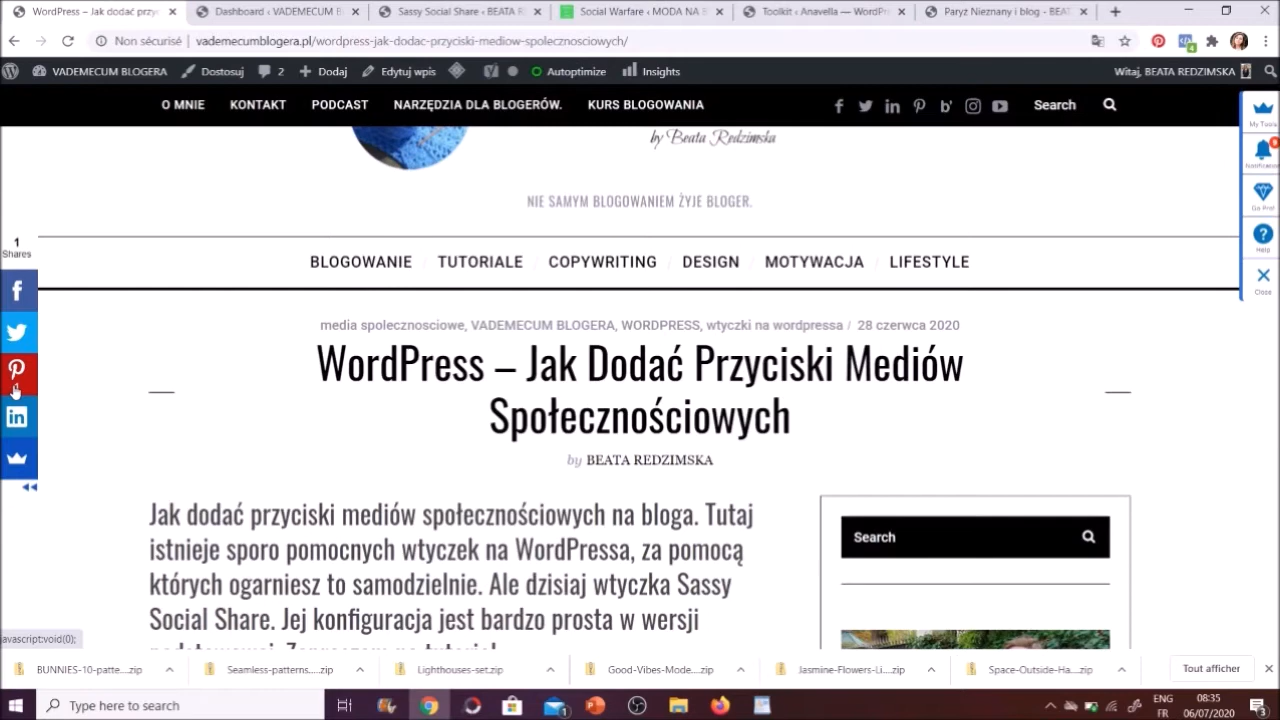 WordPress – Jak dodać przy
Dashboard ‹ VADEMECUM B
Sassy Social Share ‹ BEATA R
Social Warfare ‹ MODA NA B
Toolkit ‹ Anavella — WordPr
Paryz Nieznany i blog - BEAT
Non sécurisé
vademecumblogera.pl/wordpress-jak-dodac-przyciski-mediow-spolecznosciowych/
4
VADEMECUM BLOGERA
Dostosuj
2
Dodaj
Edytuj wpis
Autoptimize
Insights
Witaj, BEATA REDZIMSKA
O MNIE
KONTAKT
PODCAST
NARZĘDZIA DLA BLOGERÓW.
KURS BLOGOWANIA
Search
My Tools
Go Pro!
Help
Close
by Beata Redzimska
NIE SAMYM BLOGOWANIEM ŻYJE BLOGER.
1
Shares
BLOGOWANIE / TUTORIALE / COPYWRITING / DESIGN / MOTYWACJA / LIFESTYLE
media spolecznosciowe, VADEMECUM BLOGERA, WORDPRESS, wtyczki na wordpressa / 28 czerwca 2020
WordPress – Jak Dodać Przyciski Mediów
Społecznościowych
by BEATA REDZIMSKA
Jak dodać przyciski mediów społecznościowych na bloga. Tutaj
istnieje sporo pomocnych wtyczek na WordPressa, za pomocą
których ogarniesz to samodzielnie. Ale dzisiaj wtyczka Sassy
Social Share. Jej konfiguracja jest bardzo prosta w wersji
Search
javascript:void(0);
BUNNIES-10-patte....zip
Seamless-patterns....zip
Lighthouses-set.zip
Good-Vibes-Mode....zip
Jasmine-Flowers-Li....zip
Space-Outside-Ha....zip
Tout afficher
Type here to search
ENG
FR
08:35
06/07/2020
3